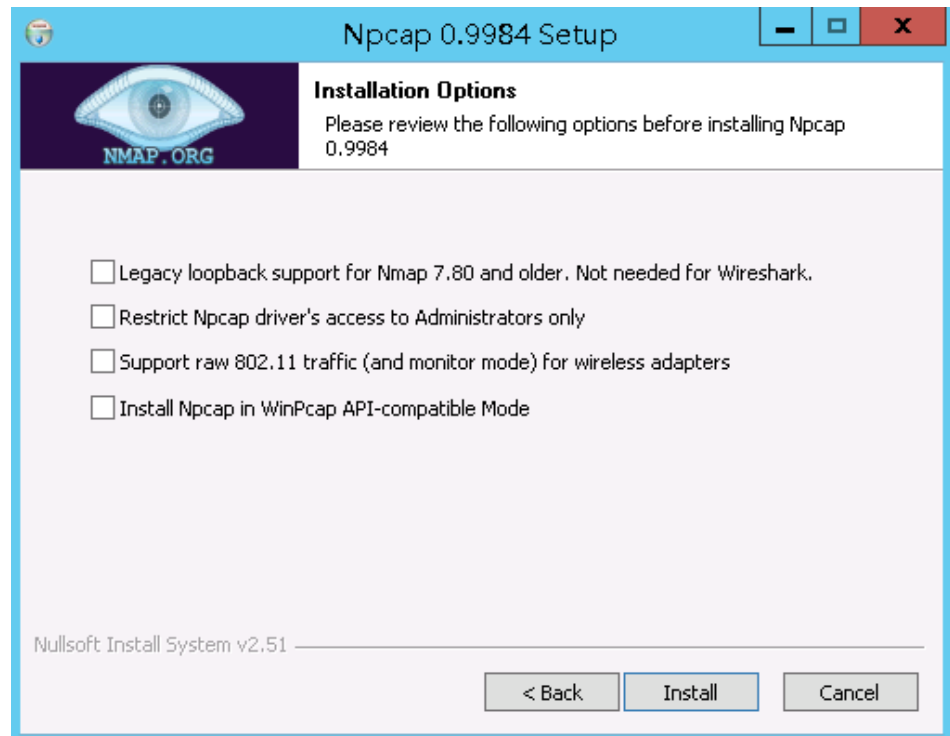 Npcap 0.9984 Setup
NMAP.ORG
Installation Options
Please review the following options before installing Npcap
0.9984
Legacy loopback support for Nmap 7.80 and older. Not needed for Wireshark.
Restrict Npcap driver's access to Administrators only
Support raw 802.11 traffic (and monitor mode) for wireless adapters
Install Npcap in WinPcap API-compatible Mode
Nullsoft Install System v2.51
< Back Install Cancel